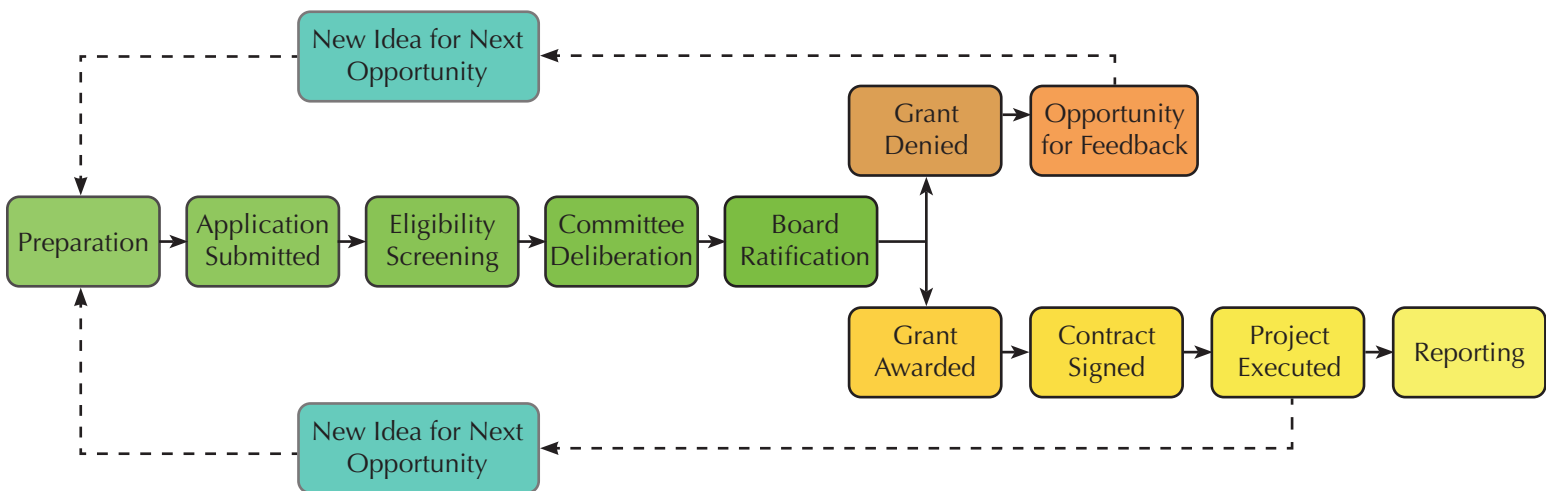 New Idea for Next
Opportunity
Grant
Denied
Opportunity
for Feedback
Preparation
Application
Submitted
Eligibility
Screening
Committee
Deliberation
Board
Ratification
Grant
Awarded
Contract
Signed
Project
Executed
Reporting
New Idea for Next
Opportunity